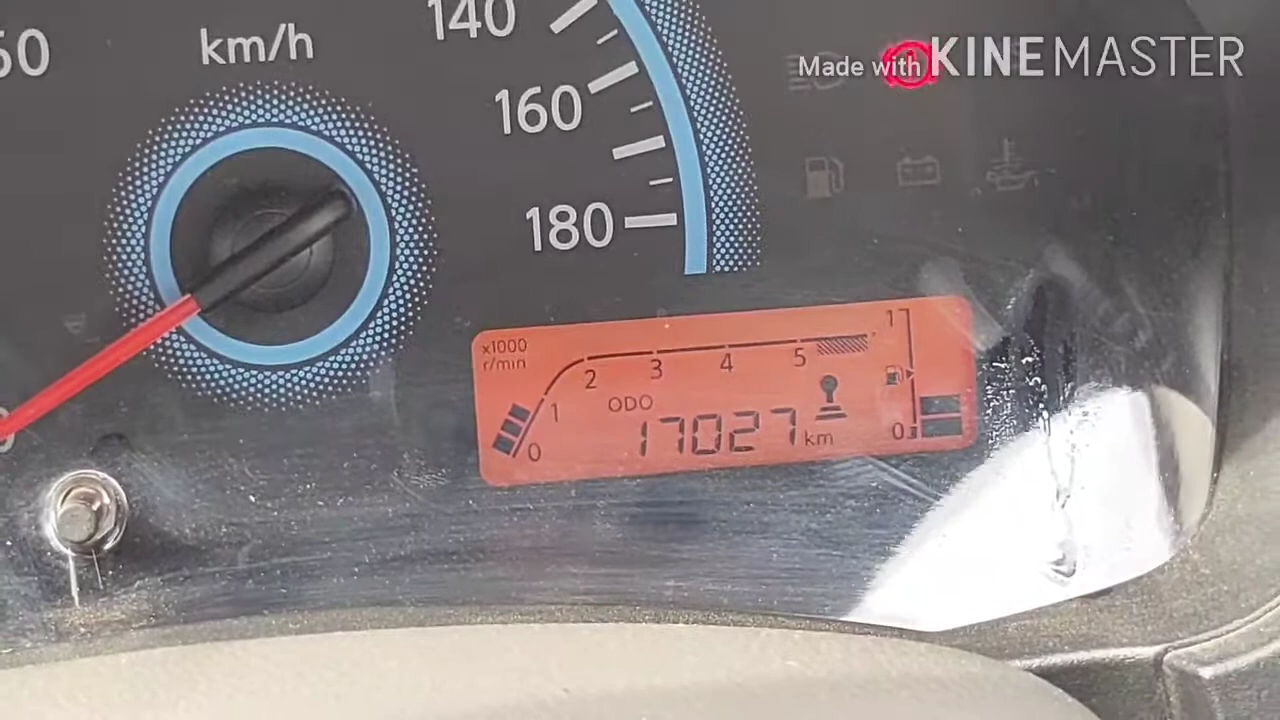 km/h
140
160
180
Made with KINEMASTER
x1000
r/min
0 1 2 3 4 5
ODO
17027 km
1
0